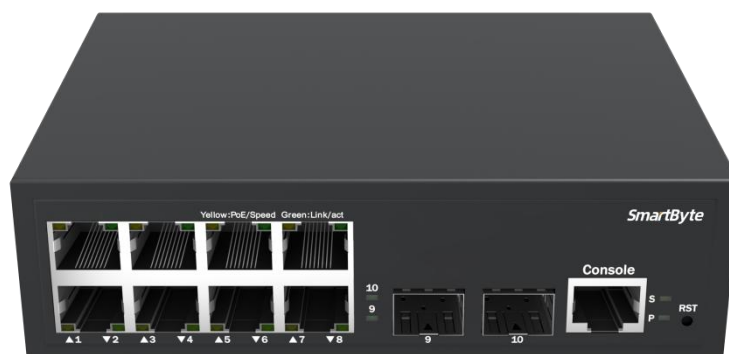 Yellow:PoE/Speed Green:Link/act
SmartByte
Console
10
9
S
P
RST
▲1 ▼2 ▲3 ▼4 ▲5 ▼6 ▲7 ▼8
9 10